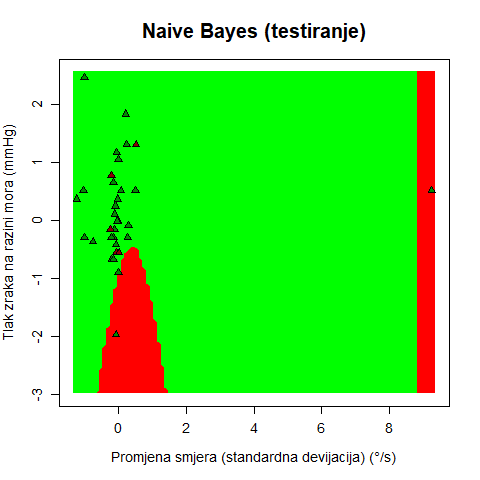 Naive Bayes (testiranje)
Tlak zraka na razini mora (mmHg)
2
1
0
-1
-2
-3
0 2 4 6 8
Promjena smjera (standardna devijacija) (°/s)